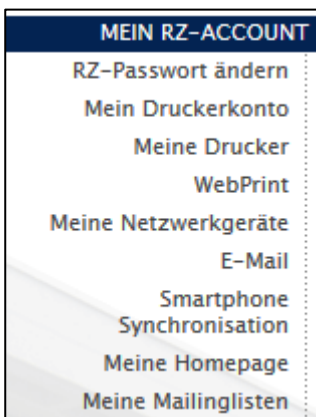 MEIN RZ-ACCOUNT
RZ-Passwort ändern
Mein Druckerkonto
Meine Drucker
WebPrint
Meine Netzwerkgeräte
E-Mail
Smartphone
Synchronisation
Meine Homepage
Meine Mailinglisten